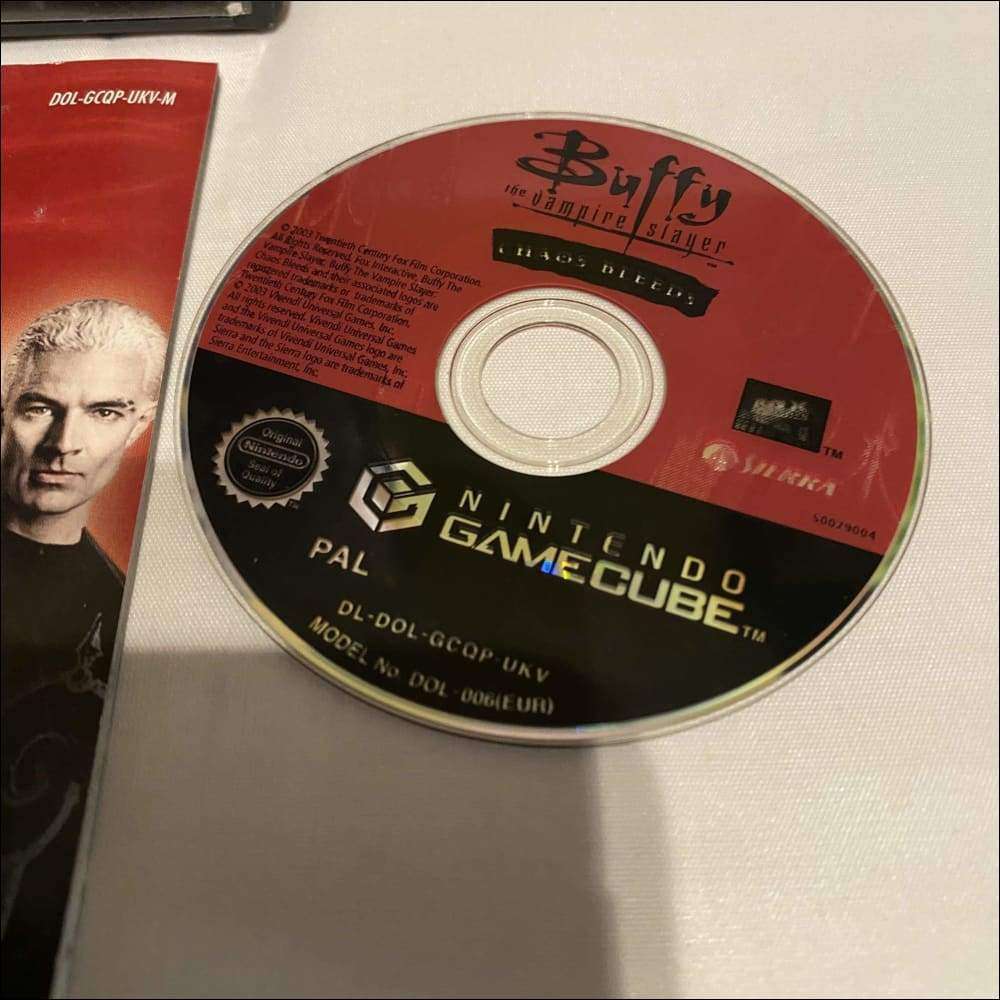 DOL-GCQP-UKV-M
Buffy
the vampire slayer
TM
CHAOS BLEEDS
© 2003 Twentieth Century Fox Film Corporation.
All Rights Reserved. Fox Interactive, Buffy The
Vampire Slayer, Buffy The Vampire Slayer:
Chaos Bleeds and their associated logos are
registered trademarks or trademarks of
Twentieth Century Fox Film Corporation,
© 2003 Vivendi Universal Games, Inc.
All rights reserved. Vivendi Universal Games
and the Vivendi Universal Games logo are
trademarks of Vivendi Universal Games, Inc.
Sierra and the Sierra logo are trademarks of
Sierra Entertainment, Inc.
TM
SIERRA
S0029004
Original
Nintendo
Seal of
Quality
TM
NINTENDO
GAMECUBE TM
PAL
DL-DOL-GCQP-UKV
MODEL No. DOL-006(EUR)